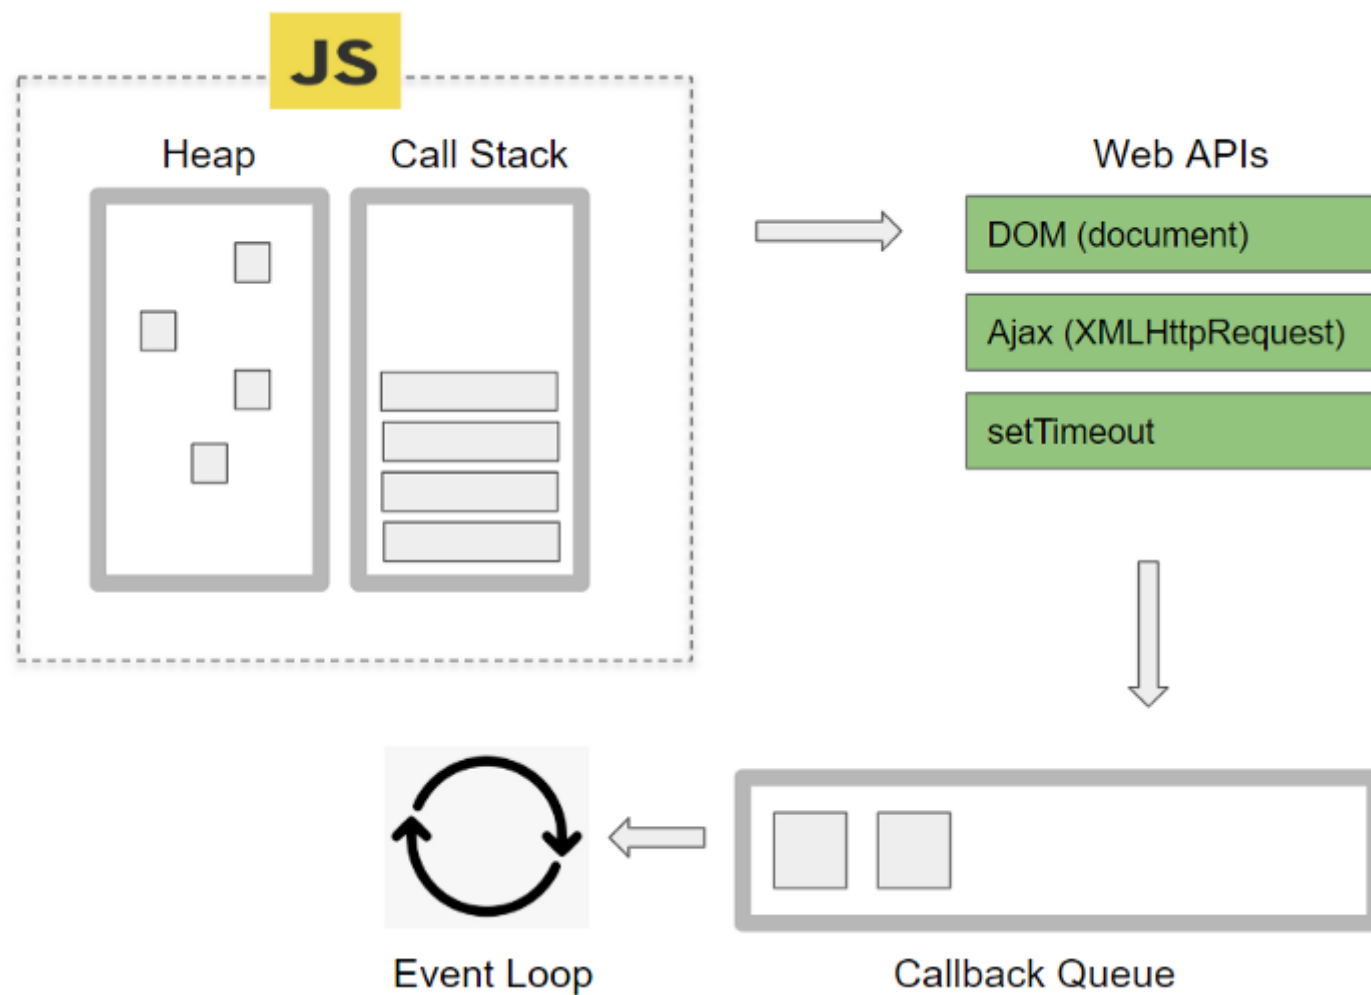 JS
Heap
Call Stack
Web APIs
DOM (document)
Ajax (XMLHttpRequest)
setTimeout
Event Loop
Callback Queue